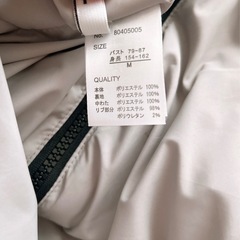 No. 80405005
SIZE
バスト 79~87
身長 154~162
M
QUALITY
本体 ポリエステル 100%
裏地 ポリエステル 100%
中わた ポリエステル 100%
リブ部分 ポリエステル 98%
ポリウレタン 2%